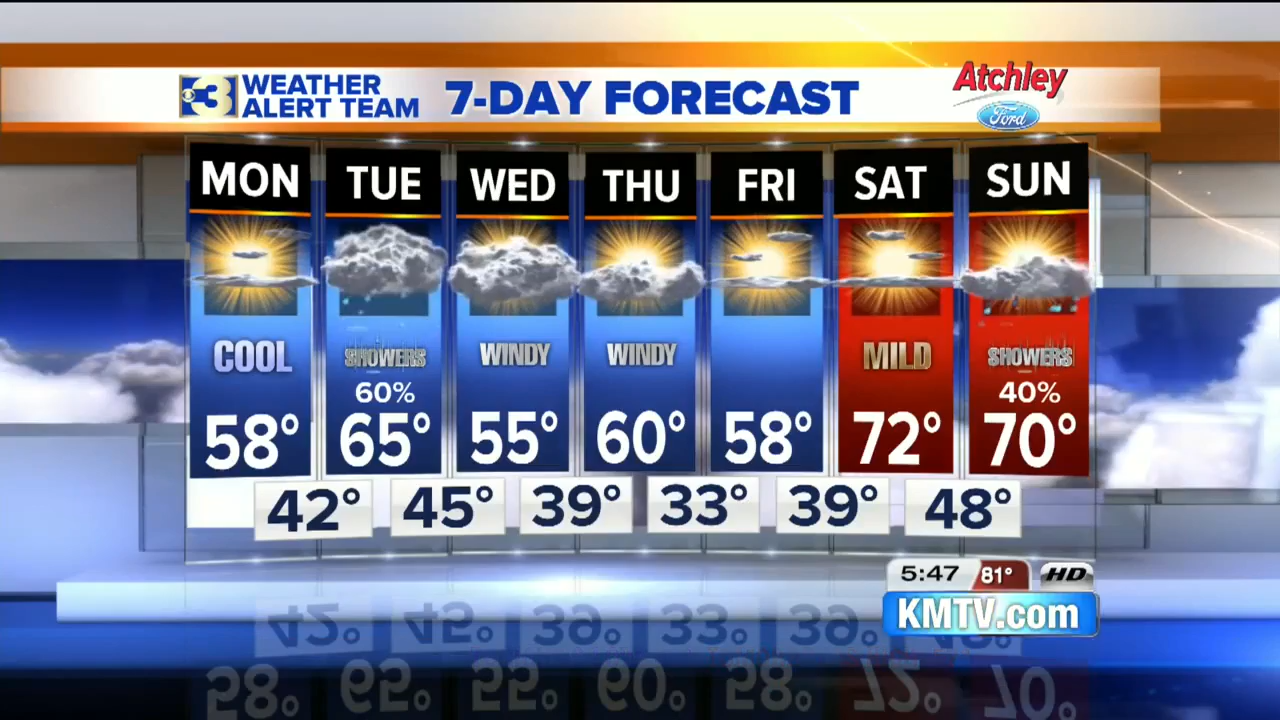 3 WEATHER ALERT TEAM
7-DAY FORECAST
Atchley
Ford
MON TUE WED THU FRI SAT SUN
COOL SHOWERS WINDY WINDY MILD SHOWERS
60% 40%
58° 65° 55° 60° 58° 72° 70°
42° 45° 39° 33° 39° 48°
5:47 81° HD
KMTV.com